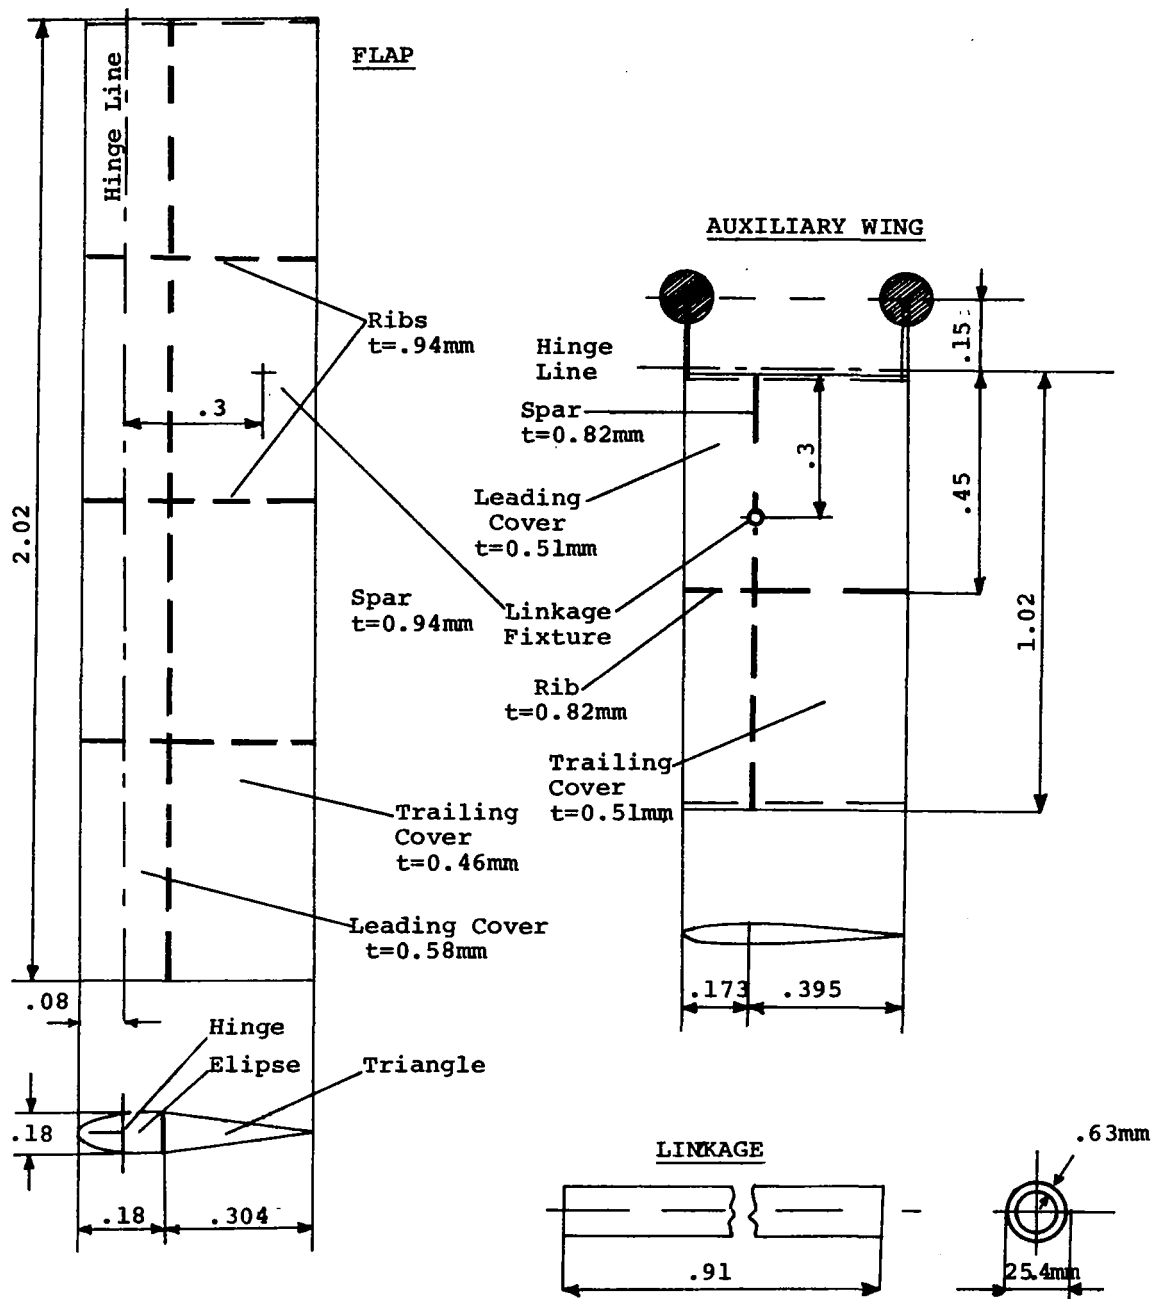 FLAP
Hinge Line
2.02
Ribs
t=.94mm
.3
Spar
t=0.94mm
Linkage
Fixture
Trailing
Cover
t=0.46mm
Leading Cover
t=0.58mm
.08
Hinge
Elipse
Triangle
.18
.18
.304
AUXILIARY WING
Hinge
Line
.15
Spar
t=0.82mm
.3
Leading
Cover
t=0.51mm
.45
1.02
Rib
t=0.82mm
Trailing
Cover
t=0.51mm
.173
.395
LINKAGE
.63mm
.91
25.4mm